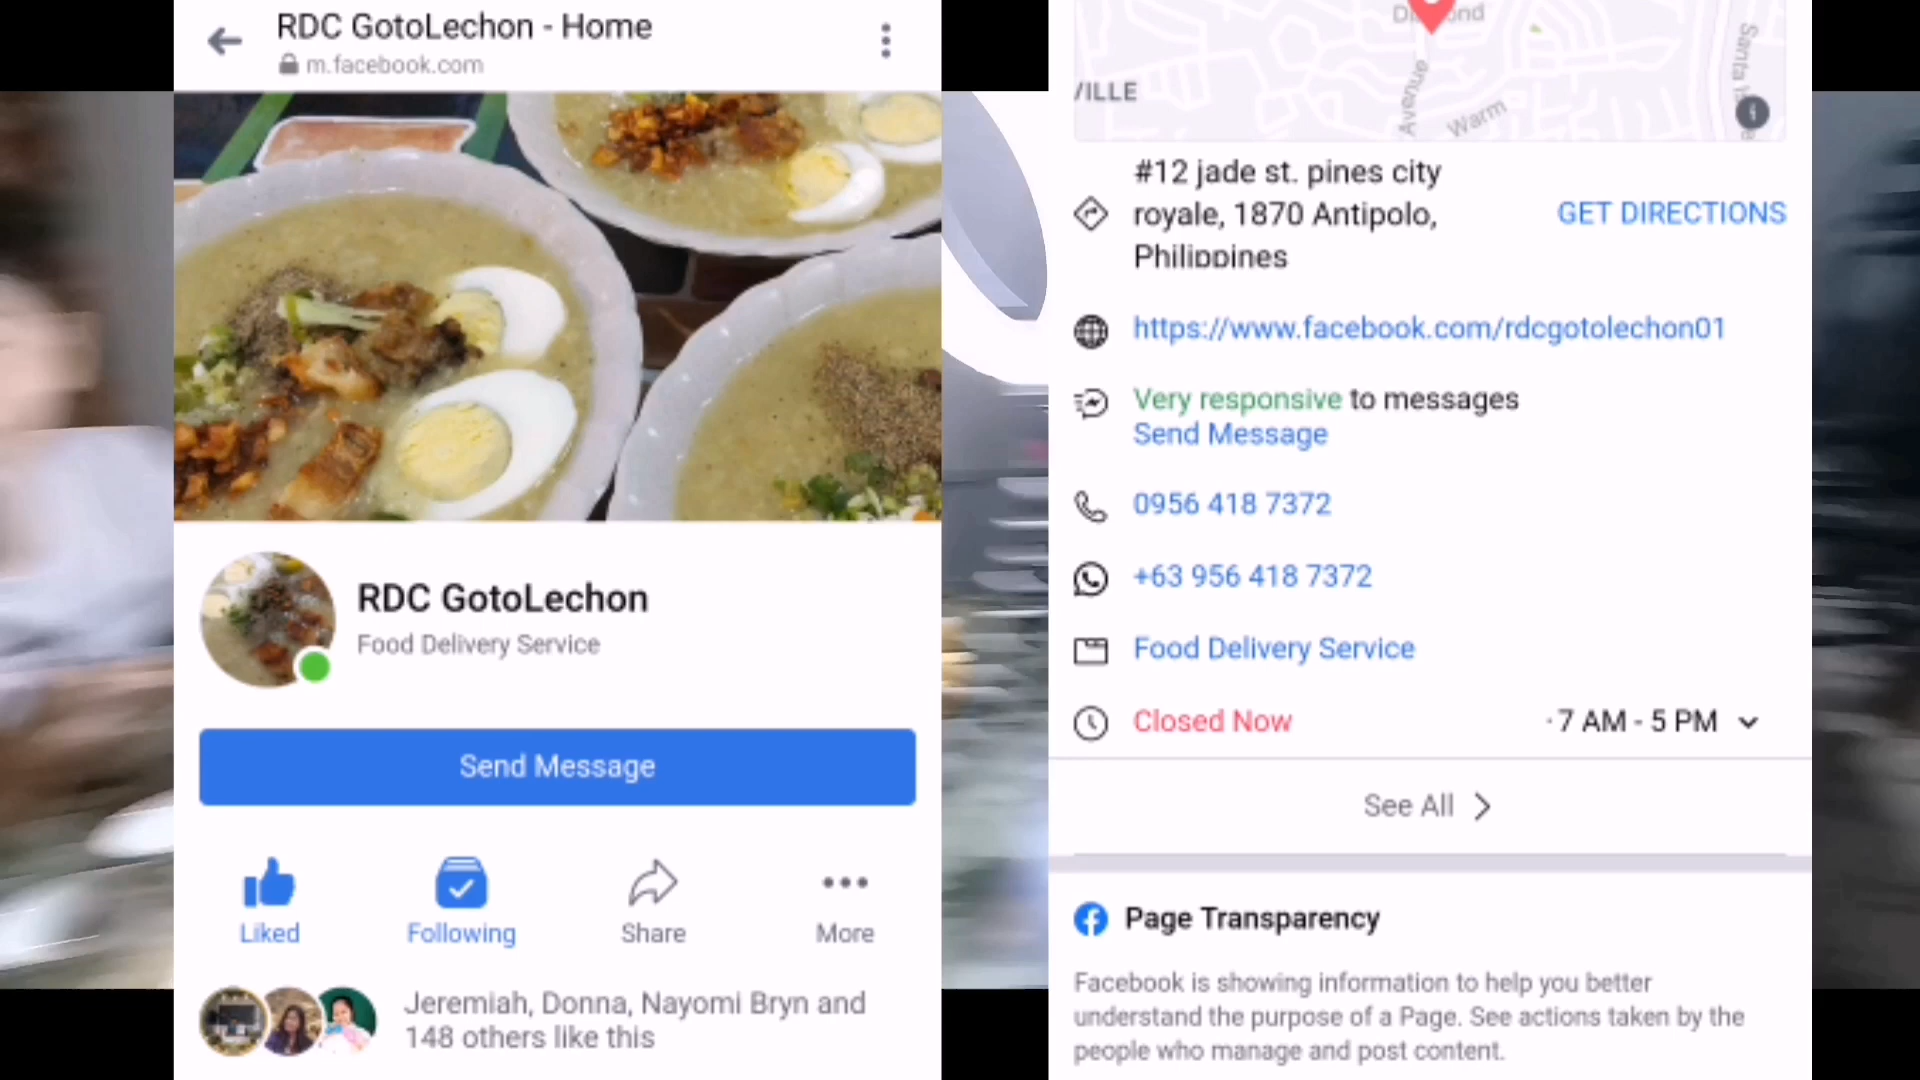 RDC GotoLechon - Home
m.facebook.com
RDC GotoLechon
Food Delivery Service
Send Message
Liked
Following
Share
More
Jeremiah, Donna, Nayomi Bryn and
148 others like this
/ILLE
Avenue
Warm
Santa
#12 jade st. pines city
royale, 1870 Antipolo,
Philippines
GET DIRECTIONS
https://www.facebook.com/rdcgotolechon01
Very responsive to messages
Send Message
0956 418 7372
+63 956 418 7372
Food Delivery Service
Closed Now
· 7 AM - 5 PM
See All
Page Transparency
Facebook is showing information to help you better
understand the purpose of a Page. See actions taken by the
people who manage and post content.